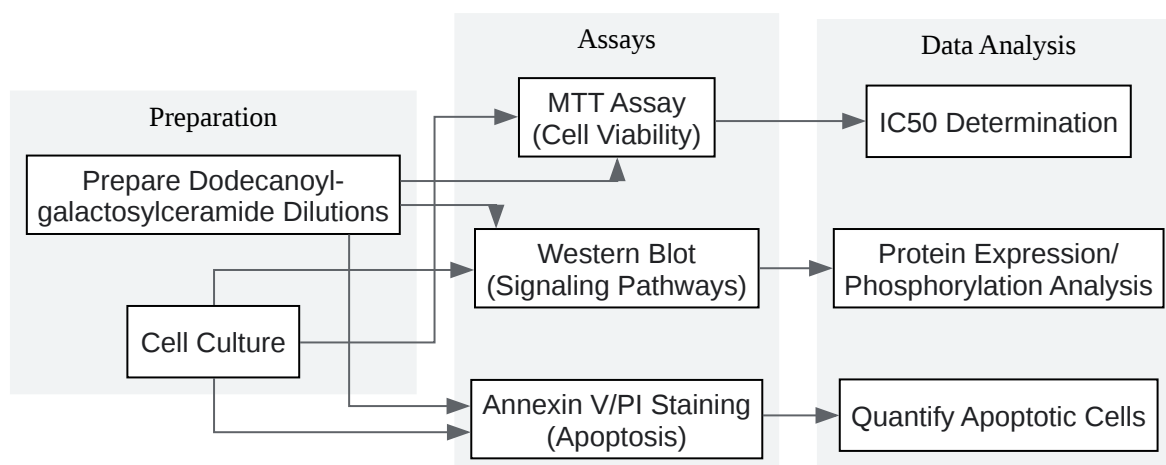 Preparation
Prepare Dodecanoyl-
galactosylceramide Dilutions
Cell Culture
Assays
MTT Assay
(Cell Viability)
Western Blot
(Signaling Pathways)
Annexin V/PI Staining
(Apoptosis)
Data Analysis
IC50 Determination
Protein Expression/
Phosphorylation Analysis
Quantify Apoptotic Cells